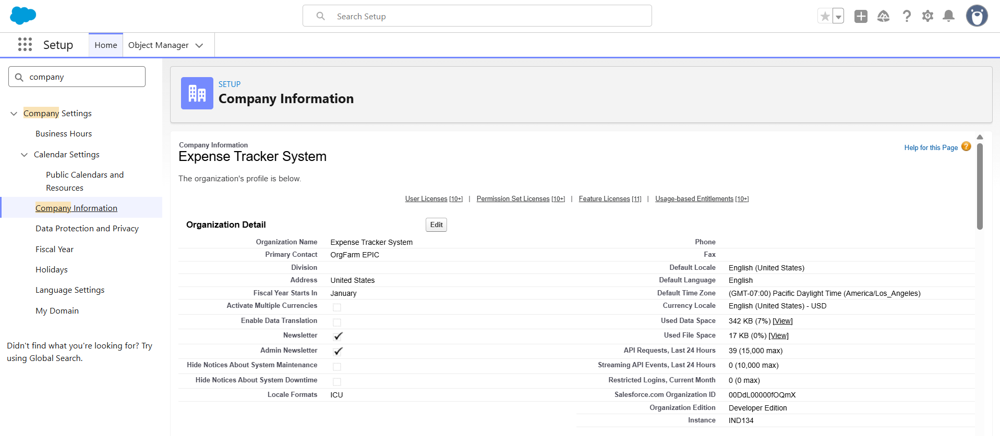 Search Setup
Setup
Home
Object Manager
company
Company Settings
Business Hours
Calendar Settings
Public Calendars and
Resources
Company Information
Data Protection and Privacy
Fiscal Year
Holidays
Language Settings
My Domain
Didn't find what you're looking for? Try
using Global Search.
SETUP
Company Information
Company Information
Expense Tracker System
Help for this Page ?
The organization's profile is below.
User Licenses [10+] | Permission Set Licenses [10+] | Feature Licenses [11] | Usage-based Entitlements [10+]
Organization Detail Edit
Organization Name Expense Tracker System Phone
Primary Contact OrgFarm EPIC Fax
Division Default Locale English (United States)
Address United States Default Language English
Fiscal Year Starts In January Default Time Zone (GMT-07:00) Pacific Daylight Time (America/Los_Angeles)
Activate Multiple Currencies Currency Locale English (United States) - USD
Enable Data Translation Used Data Space 342 KB (7%) [View]
Newsletter Used File Space 17 KB (0%) [View]
Admin Newsletter API Requests, Last 24 Hours 39 (15,000 max)
Hide Notices About System Maintenance Streaming API Events, Last 24 Hours 0 (10,000 max)
Hide Notices About System Downtime Restricted Logins, Current Month 0 (0 max)
Locale Formats ICU Salesforce.com Organization ID 00DdL00000fOQmX
Organization Edition Developer Edition
Instance IND134